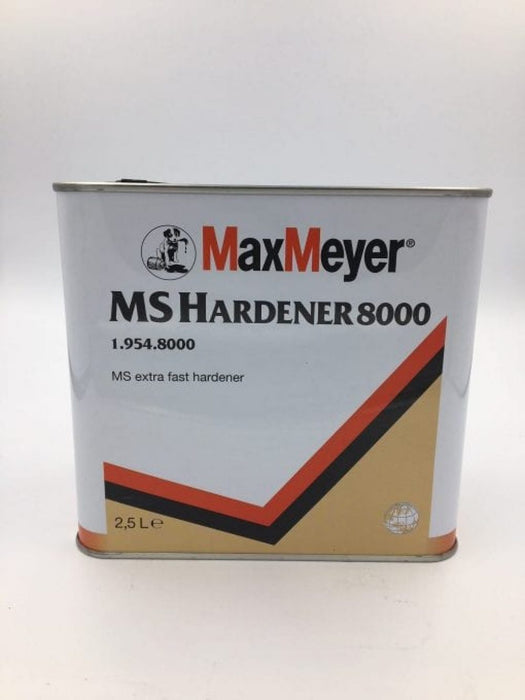 MaxMeyer®
MS HARDENER 8000
1.954.8000
MS extra fast hardener
2,5 L ℮